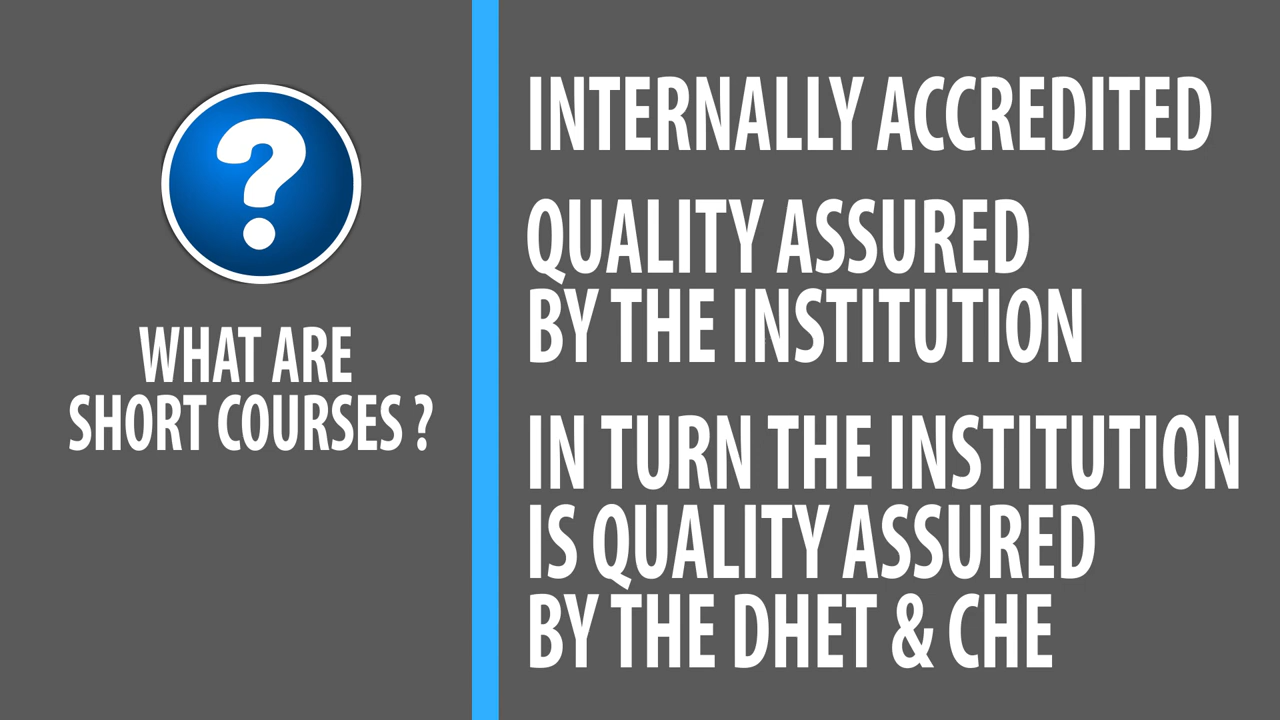 ?
WHAT ARE
SHORT COURSES ?
INTERNALLY ACCREDITED
QUALITY ASSURED
BY THE INSTITUTION
IN TURN THE INSTITUTION
IS QUALITY ASSURED
BY THE DHET & CHE